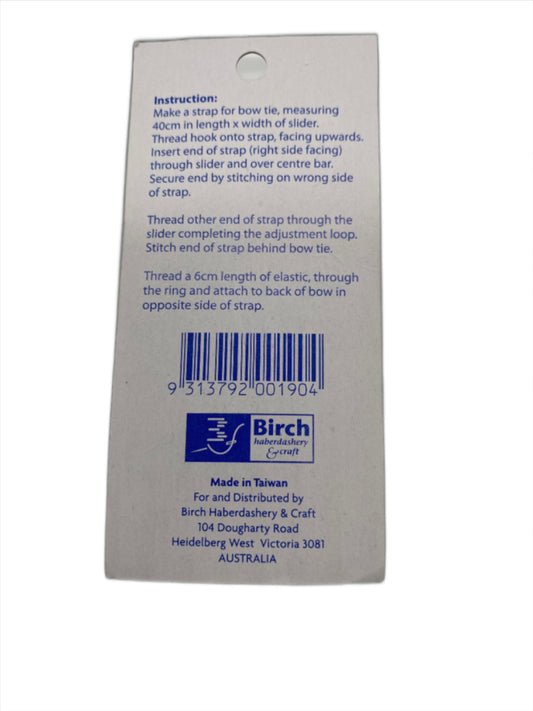 Instruction:
Make a strap for bow tie, measuring
40cm in length x width of slider.
Thread hook onto strap, facing upwards.
Insert end of strap (right side facing)
through slider and over centre bar.
Secure end by stitching on wrong side
of strap.
Thread other end of strap through the
slider completing the adjustment loop.
Stitch end of strap behind bow tie.
Thread a 6cm length of elastic, through
the ring and attach to back of bow in
opposite side of strap.
9 313792 001904
Birch
haberdashery
& craft
Made in Taiwan
For and Distributed by
Birch Haberdashery & Craft
104 Dougharty Road
Heidelberg West Victoria 3081
AUSTRALIA